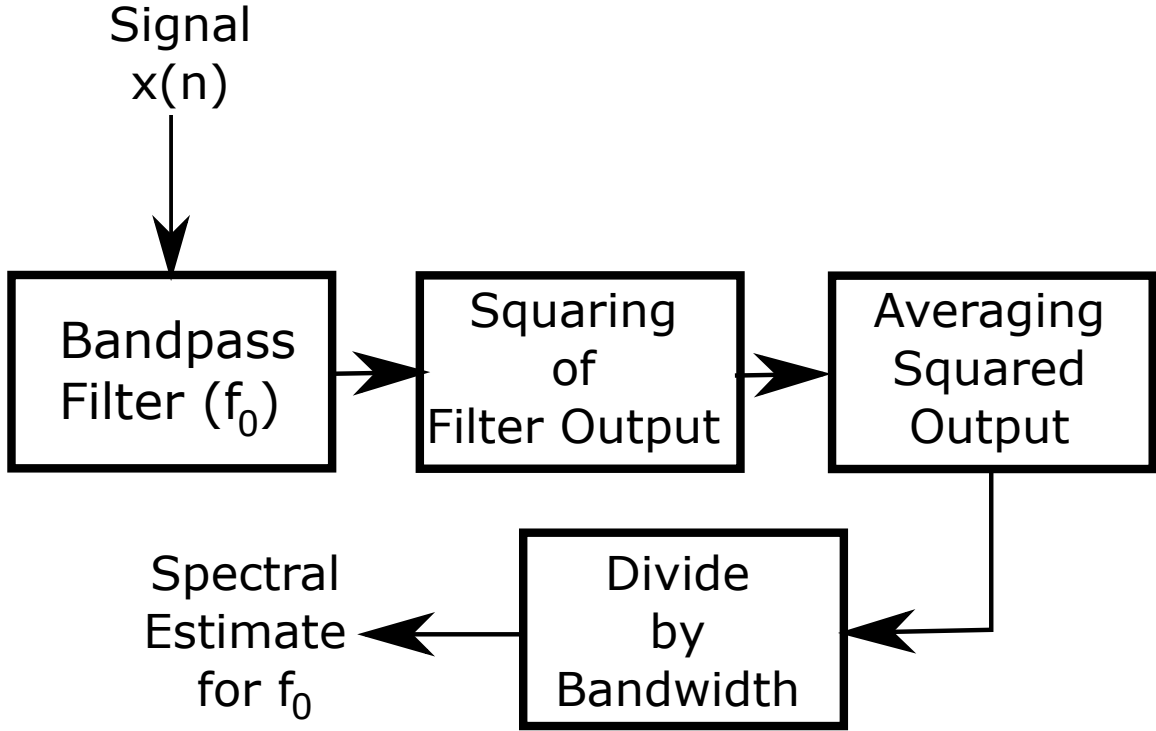 Signal
x(n)
Bandpass
Filter (f₀)
Squaring
of
Filter Output
Averaging
Squared
Output
Divide
by
Bandwidth
Spectral
Estimate
for f₀